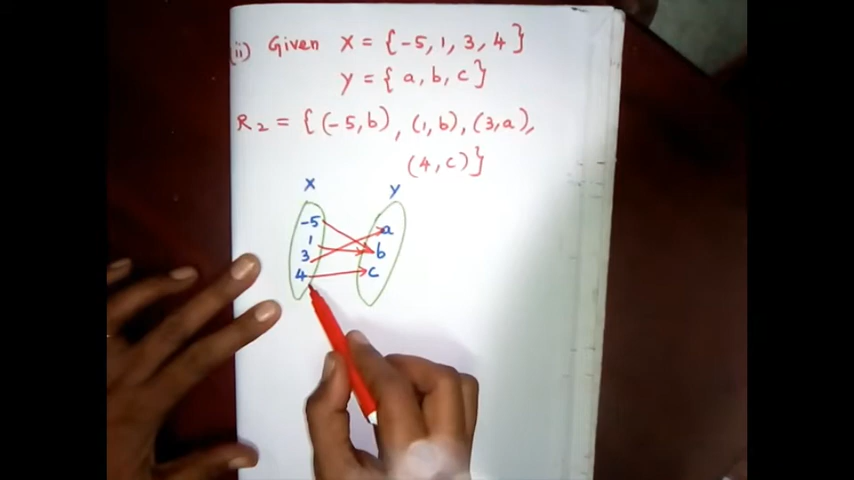 (ii) Given X = {-5, 1, 3, 4}
Y = {a, b, c}
R₂ = {(-5, b), (1, b), (3, a),
(4, c)}
X Y
-5 a
1 b
3 c
4